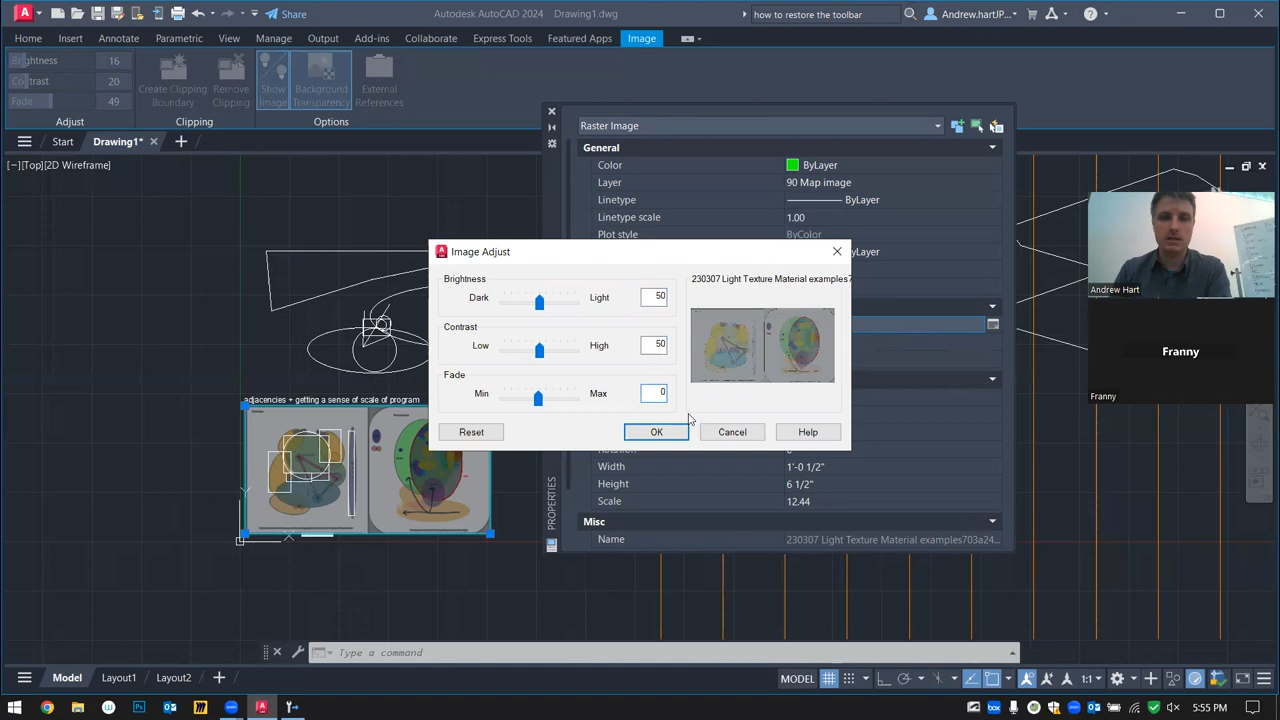 Share
Autodesk AutoCAD 2024 Drawing1.dwg
how to restore the toolbar
Andrew.hartJP...
Home Insert Annotate Parametric View Manage Output Add-ins Collaborate Express Tools Featured Apps Image
Brightness 16
Contrast 20
Fade 49
Create Clipping Boundary
Remove Clipping
Show Image
Background Transparency
External References
Adjust Clipping Options
Start Drawing1*
[−][Top][2D Wireframe]
Raster Image
General
Color ByLayer
Layer 90 Map image
Linetype ByLayer
Linetype scale 1.00
Plot style ByColor
ByLayer
Image Adjust
Brightness
Dark Light 50
Contrast
Low High 50
Fade
Min Max 0
230307 Light Texture Material examples7
Reset OK Cancel Help
adjacencies + getting a sense of scale of program
Width 1'-0 1/2"
Height 6 1/2"
Scale 12.44
Misc
Name 230307 Light Texture Material examples703a24...
PROPERTIES
Andrew Hart
Franny
Franny
Type a command
Model Layout1 Layout2
MODEL 1:1
5:55 PM